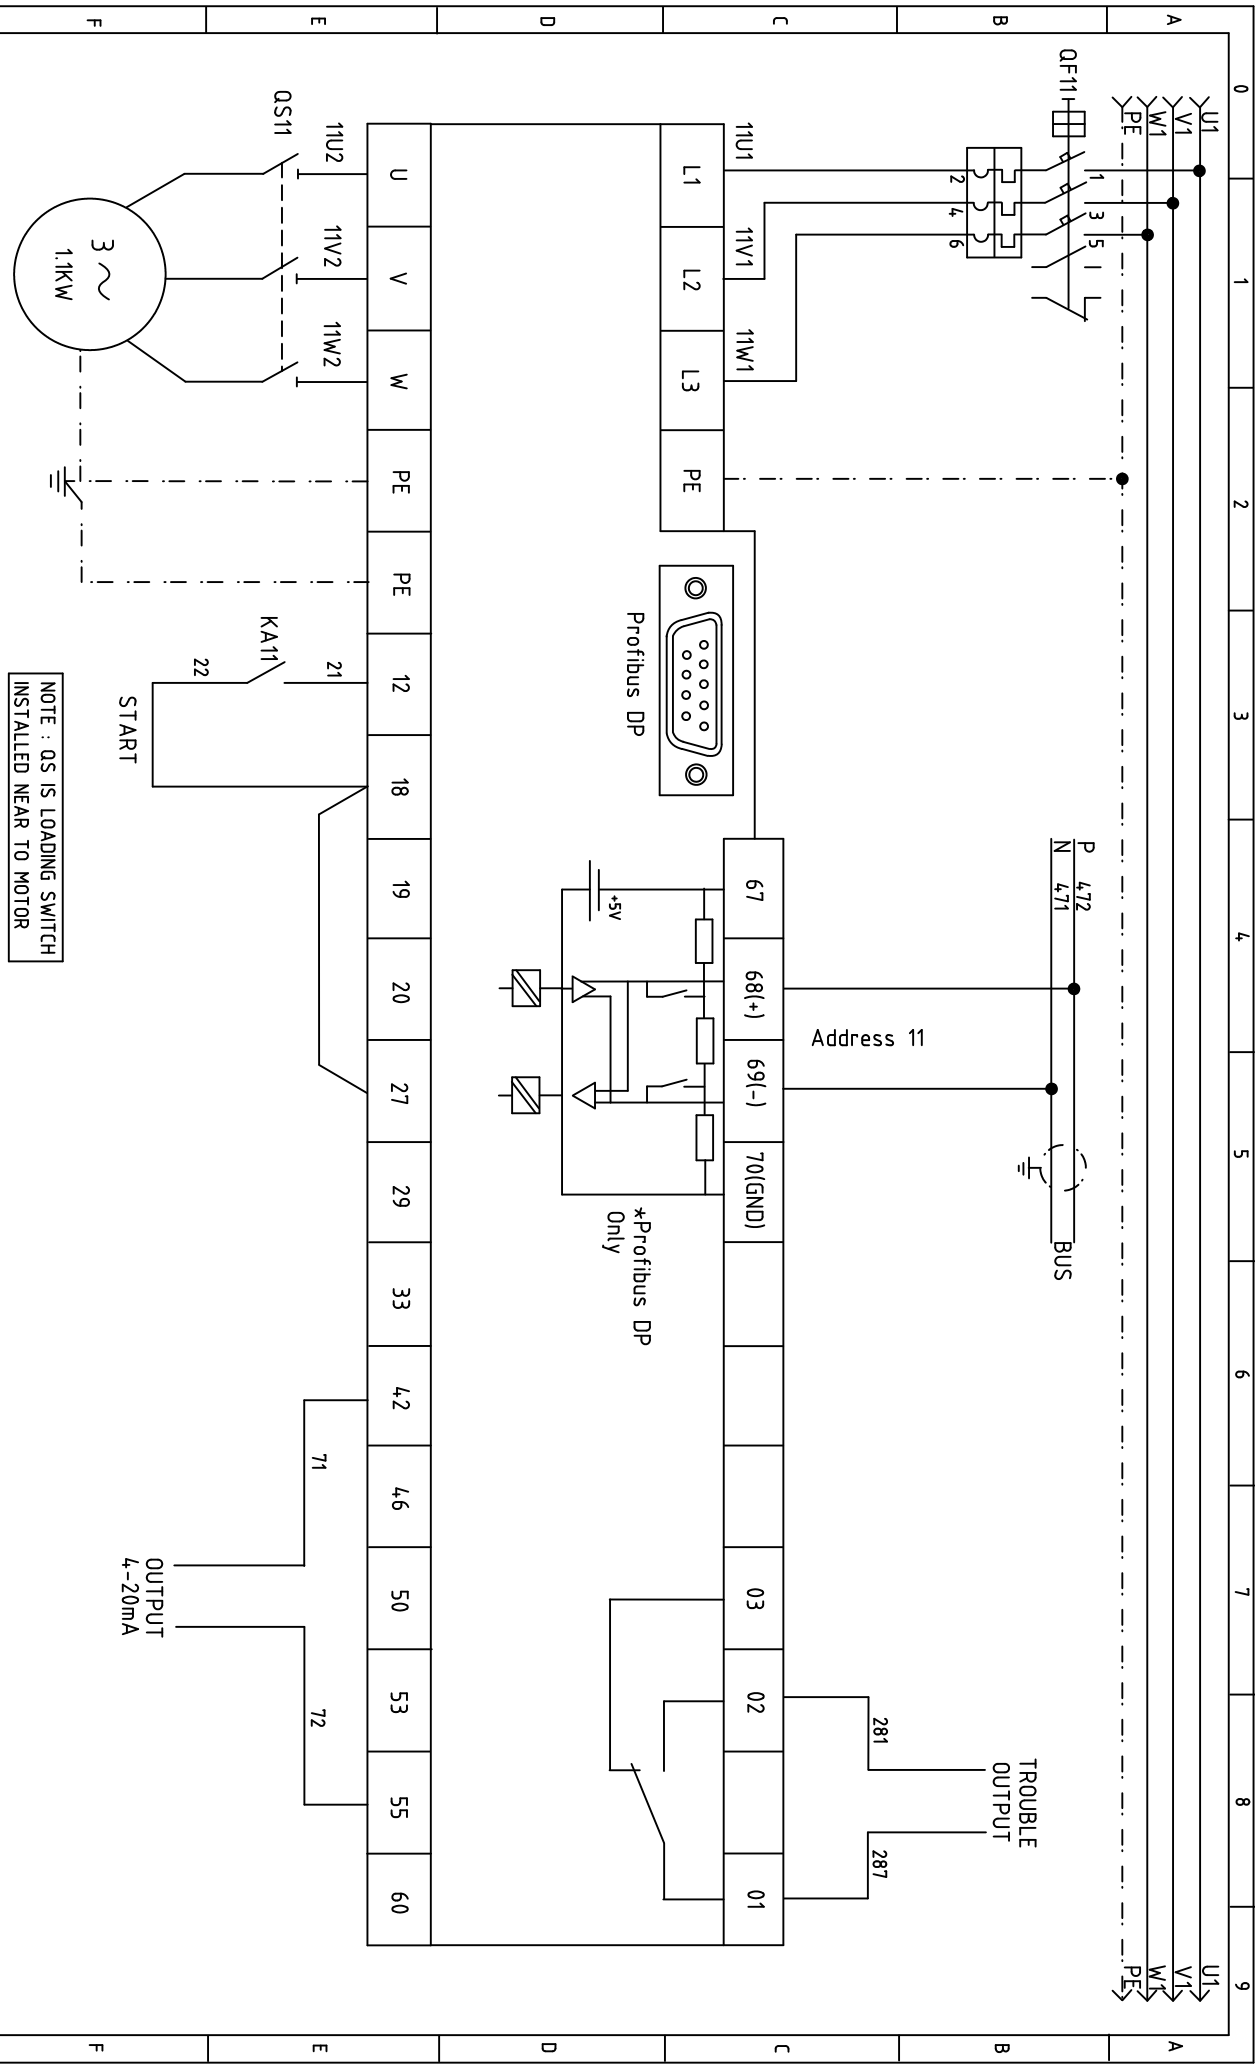 0 1 2 3 4 5 6 7 8 9
A
A
U1
U1
V1
V1
W1
W1
PE
PE
QF11
1 3 5
2 4 6
B
B
P 472
N 471
BUS
Address 11
TROUBLE
OUTPUT
281
287
C
C
11U1
11V1
11W1
L1 L2 L3 PE
67 68(+) 69(-) 70(GND) 03 02 01
Profibus DP
+5V
*Profibus DP
Only
D
D
U V W PE PE 12 18 19 20 27 29 33 42 46 50 53 55 60
E
E
11U2
11V2
11W2
QS11
KA11
21
22
START
71
72
OUTPUT
4-20mA
3 ~
1.1KW
F
F
NOTE : QS IS LOADING SWITCH
INSTALLED NEAR TO MOTOR